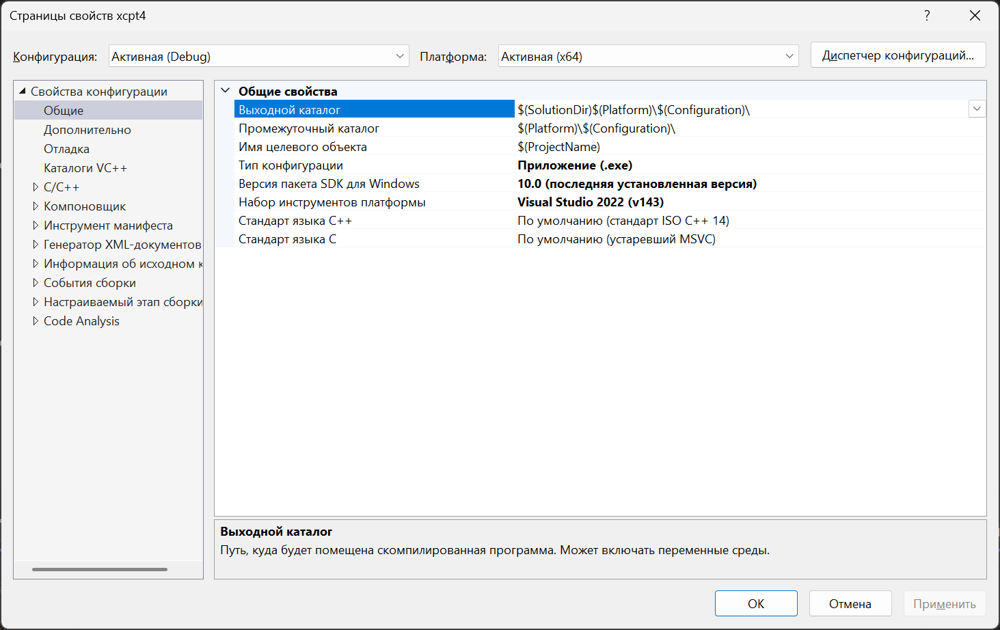 Страницы свойств xcpt4
?
Конфигурация: Активная (Debug) Платформа: Активная (x64) Диспетчер конфигураций...
Свойства конфигурации
Общие
Дополнительно
Отладка
Каталоги VC++
C/C++
Компоновщик
Инструмент манифеста
Генератор XML-документов
Информация об исходном к
События сборки
Настраиваемый этап сборки
Code Analysis
Общие свойства
Выходной каталог $(SolutionDir)$(Platform)\$(Configuration)\
Промежуточный каталог $(Platform)\$(Configuration)\
Имя целевого объекта $(ProjectName)
Тип конфигурации Приложение (.exe)
Версия пакета SDK для Windows 10.0 (последняя установленная версия)
Набор инструментов платформы Visual Studio 2022 (v143)
Стандарт языка C++ По умолчанию (стандарт ISO C++ 14)
Стандарт языка C По умолчанию (устаревший MSVC)
Выходной каталог
Путь, куда будет помещена скомпилированная программа. Может включать переменные среды.
ОК Отмена Применить